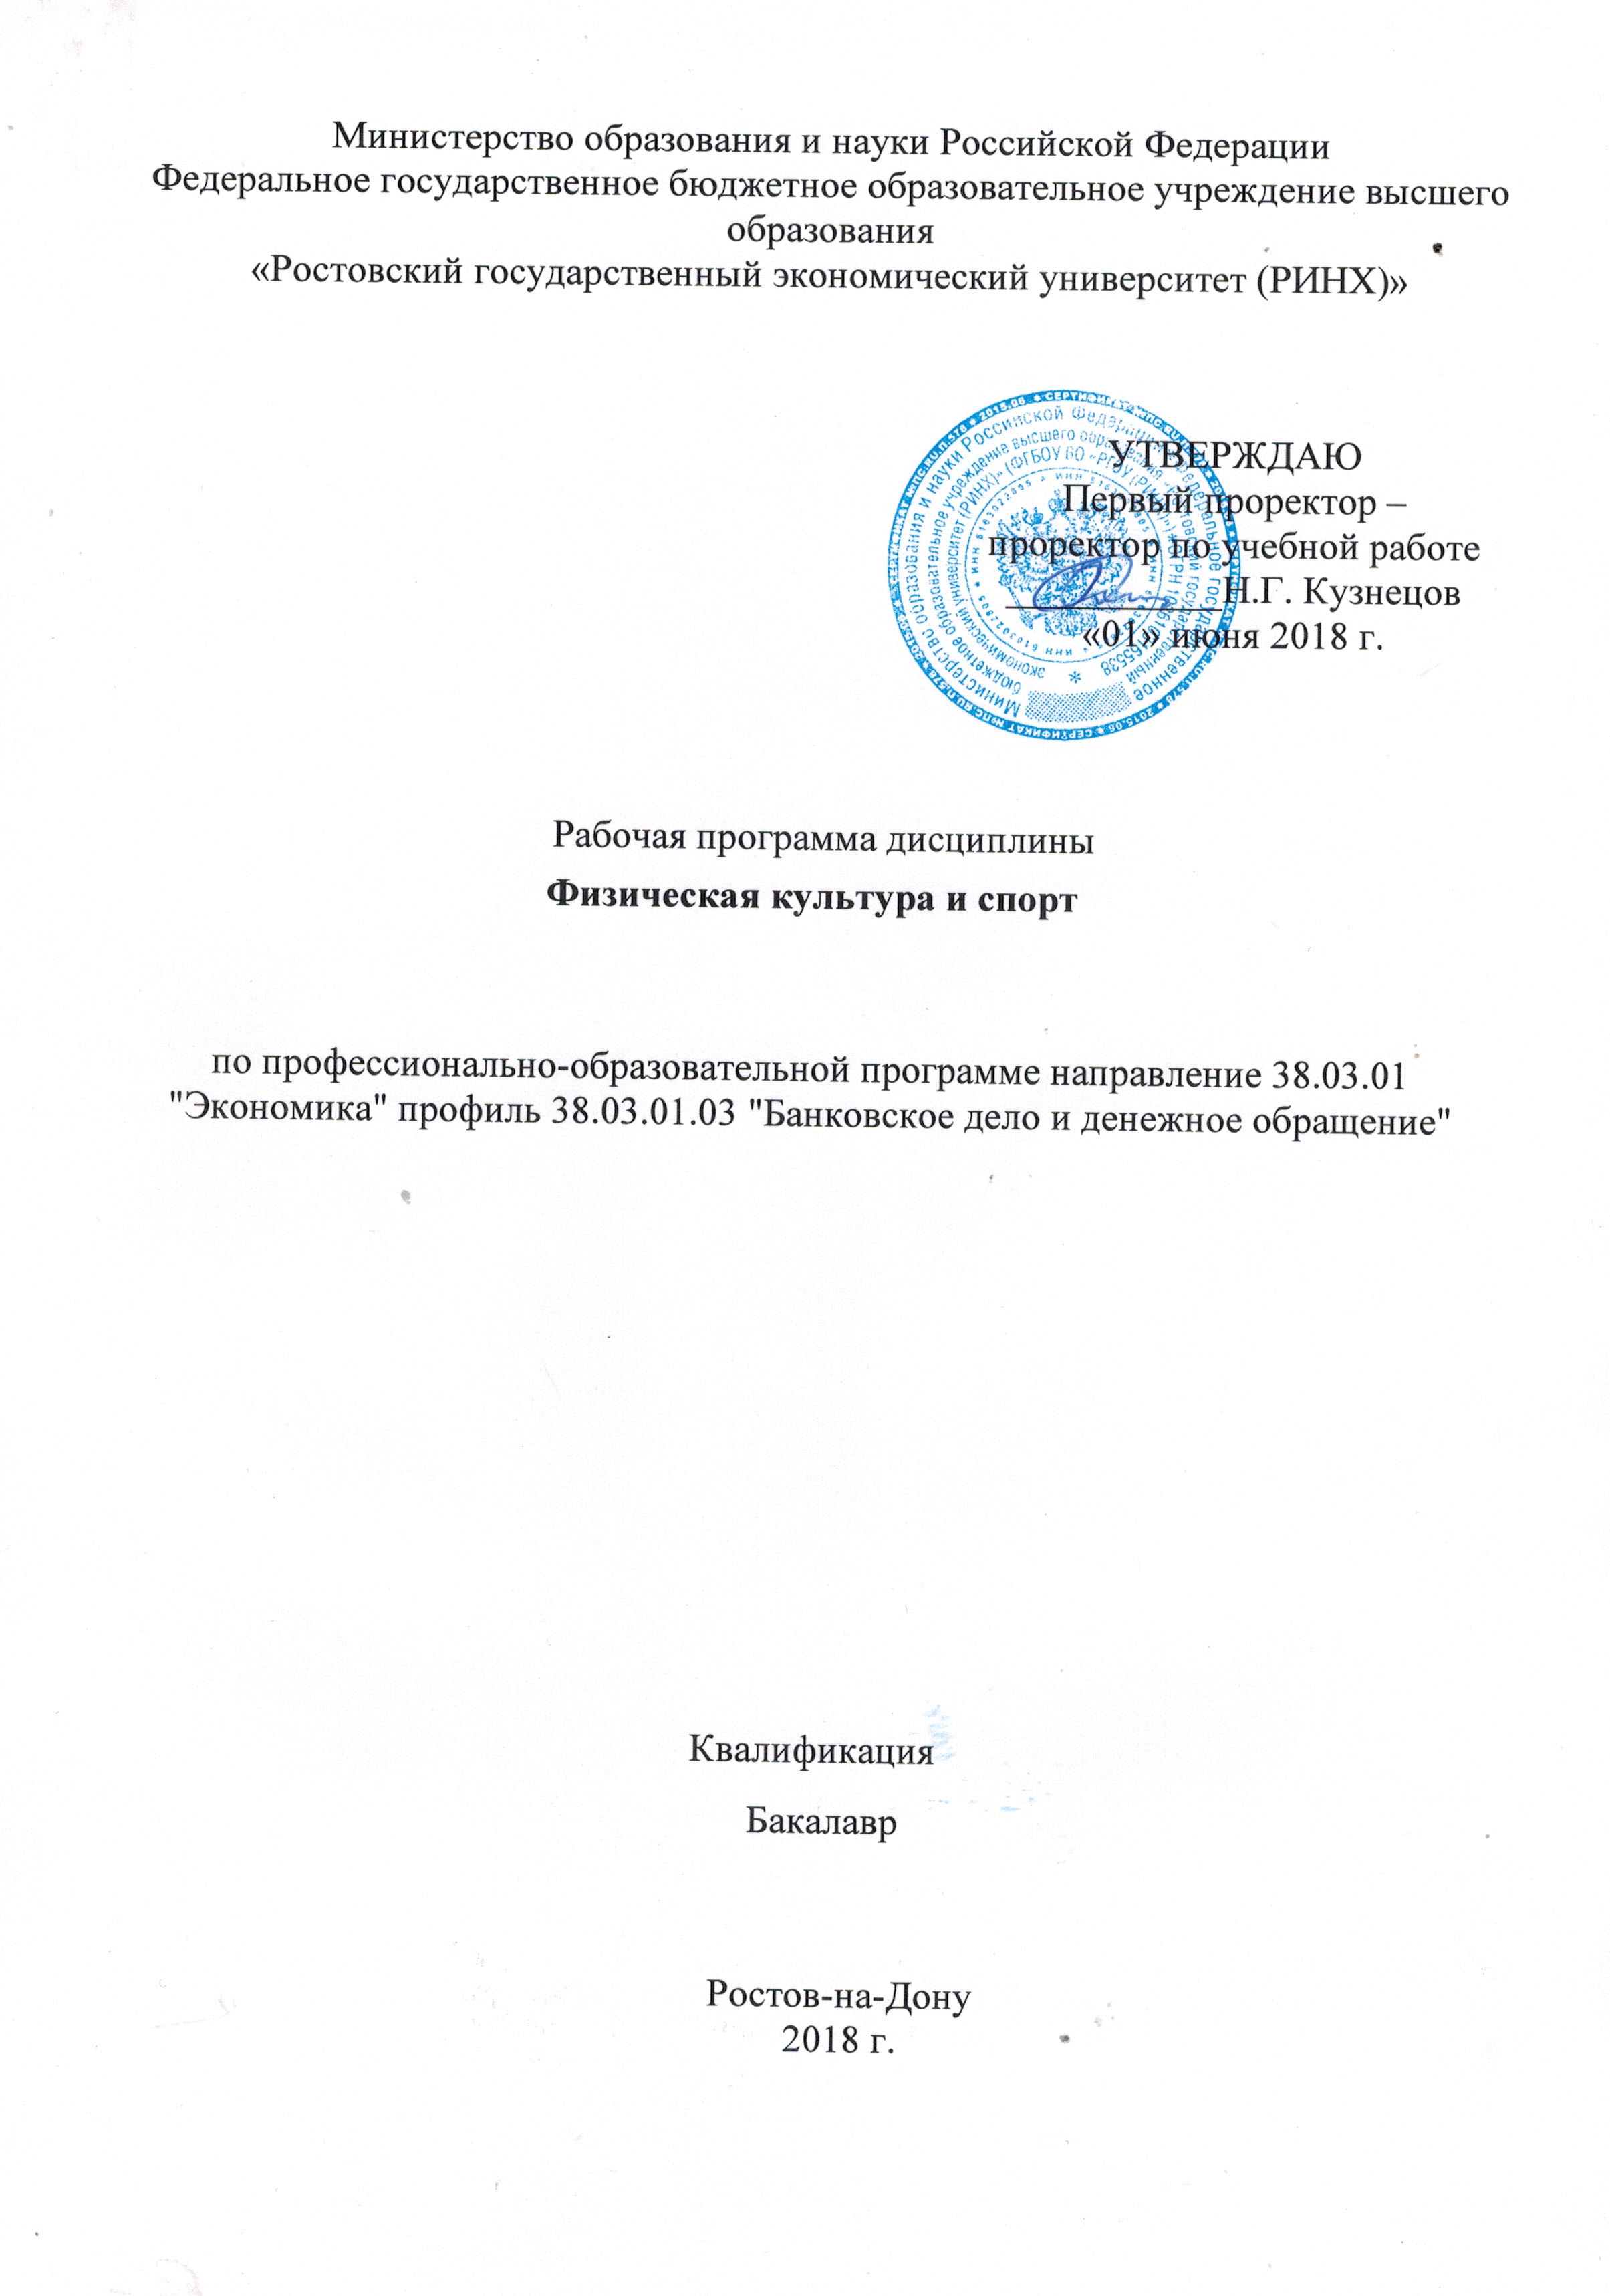 Министерство образования и науки Российской Федерации
Федеральное государственное бюджетное образовательное учреждение высшего
образования
«Ростовский государственный экономический университет (РИНХ)»
УТВЕРЖДАЮ
Первый проректор –
проректор по учебной работе
Н.Г. Кузнецов
«01» июня 2018 г.
Рабочая программа дисциплины
Физическая культура и спорт
по профессионально-образовательной программе направление 38.03.01
"Экономика" профиль 38.03.01.03 "Банковское дело и денежное обращение"
Квалификация
Бакалавр
Ростов-на-Дону
2018 г.